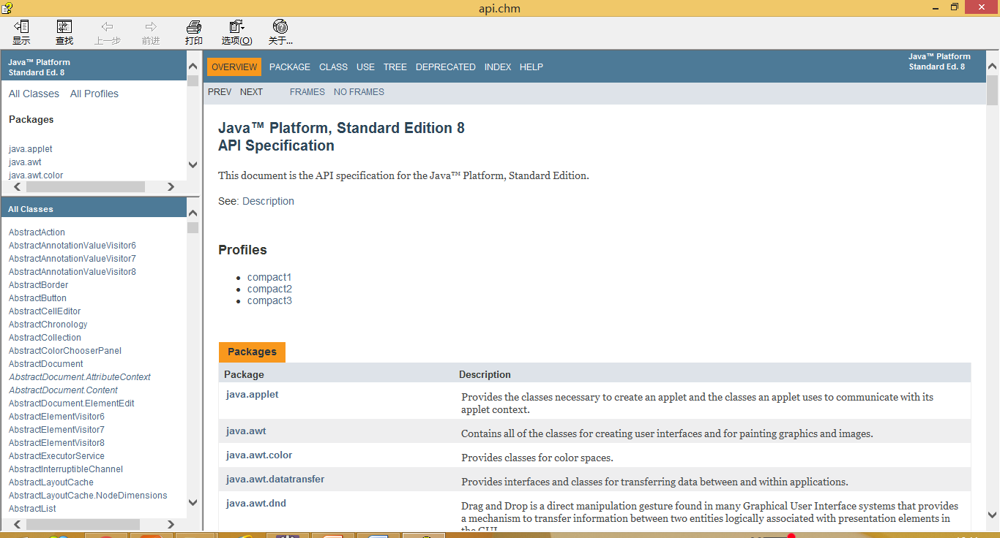 api.chm
显示
查找
上一步
前进
打印
选项(O)
关于...
Java™ Platform
Standard Ed. 8
All Classes All Profiles
Packages
java.applet
java.awt
java.awt.color
All Classes
AbstractAction
AbstractAnnotationValueVisitor6
AbstractAnnotationValueVisitor7
AbstractAnnotationValueVisitor8
AbstractBorder
AbstractButton
AbstractCellEditor
AbstractChronology
AbstractCollection
AbstractColorChooserPanel
AbstractDocument
AbstractDocument.AttributeContext
AbstractDocument.Content
AbstractDocument.ElementEdit
AbstractElementVisitor6
AbstractElementVisitor7
AbstractElementVisitor8
AbstractExecutorService
AbstractInterruptibleChannel
AbstractLayoutCache
AbstractLayoutCache.NodeDimensions
AbstractList
OVERVIEW PACKAGE CLASS USE TREE DEPRECATED INDEX HELP
Java™ Platform
Standard Ed. 8
PREV NEXT FRAMES NO FRAMES
Java™ Platform, Standard Edition 8
API Specification
This document is the API specification for the Java™ Platform, Standard Edition.
See: Description
Profiles
compact1
compact2
compact3
Packages
Package Description
java.applet
Provides the classes necessary to create an applet and the classes an applet uses to communicate with its
applet context.
java.awt
Contains all of the classes for creating user interfaces and for painting graphics and images.
java.awt.color
Provides classes for color spaces.
java.awt.datatransfer
Provides interfaces and classes for transferring data between and within applications.
java.awt.dnd
Drag and Drop is a direct manipulation gesture found in many Graphical User Interface systems that provides
a mechanism to transfer information between two entities logically associated with presentation elements in
the GUI